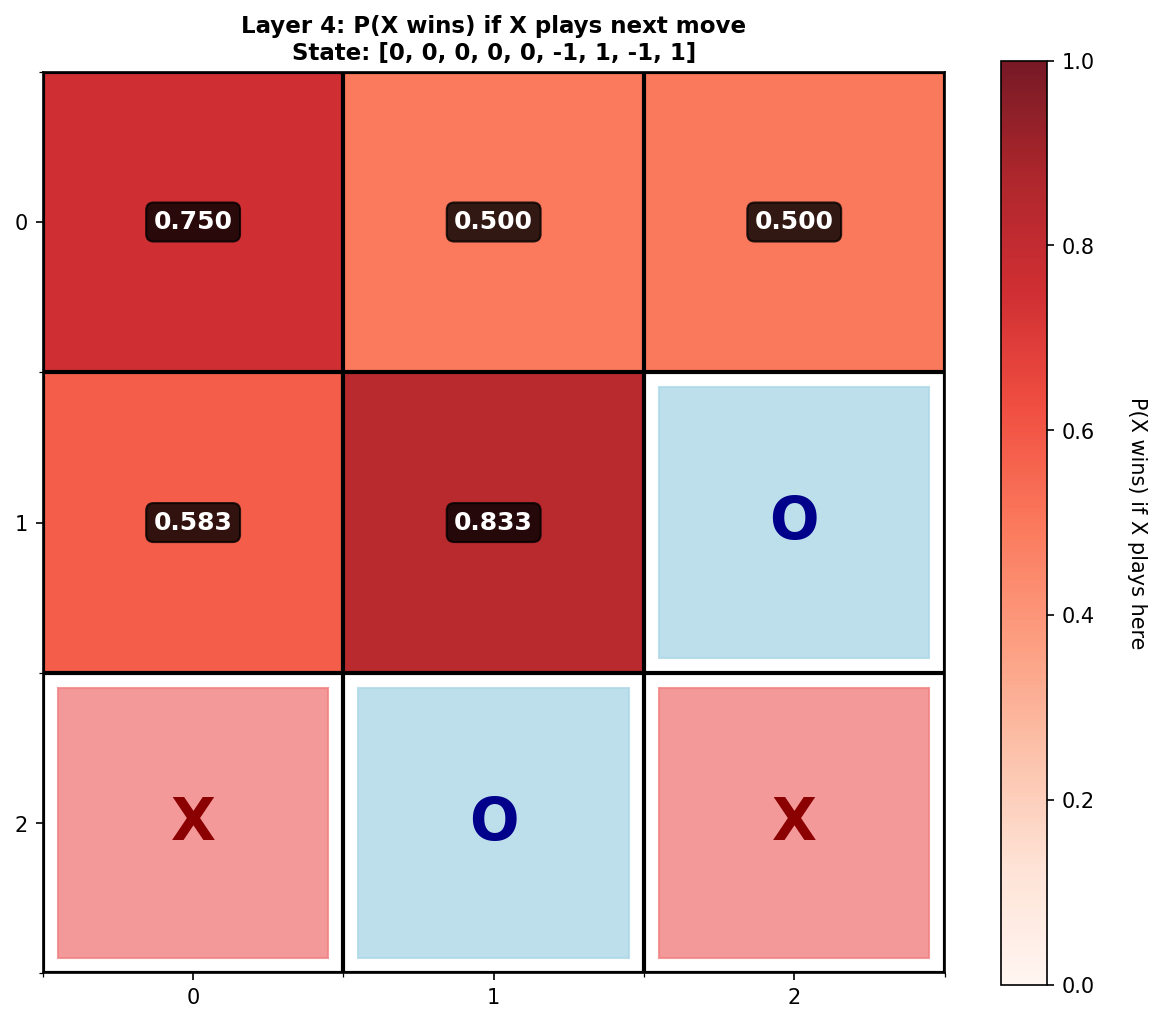 Layer 4: P(X wins) if X plays next move
State: [0, 0, 0, 0, 0, -1, 1, -1, 1]
0
0.750
0.500
0.500
1
0.583
0.833
O
2
X
O
X
0
1
2
1.0
0.8
0.6
0.4
0.2
0.0
P(X wins) if X plays here